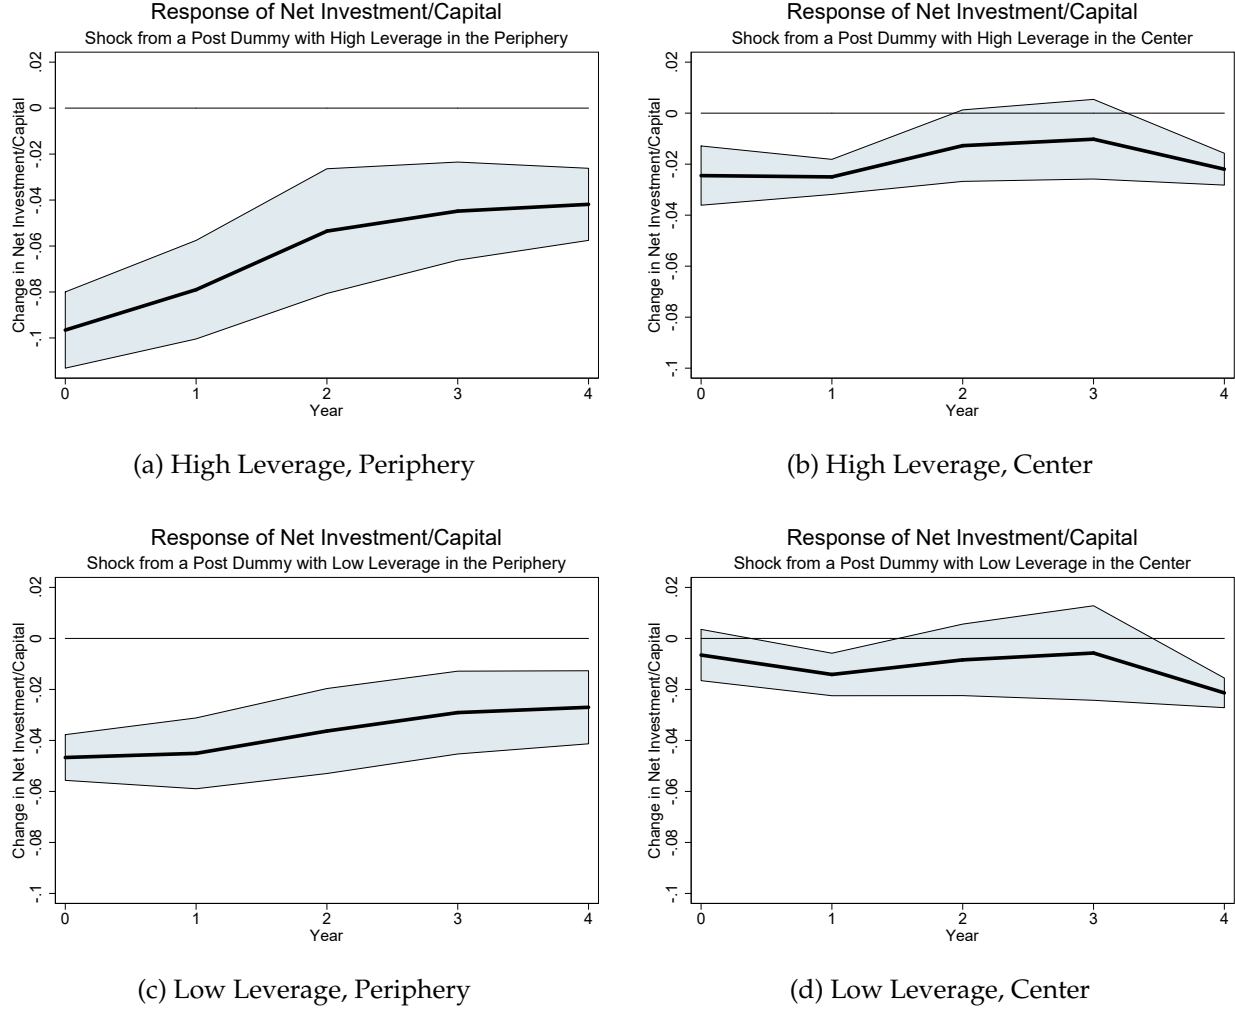 Response of Net Investment/Capital
Shock from a Post Dummy with High Leverage in the Periphery
Change in Net Investment/Capital
.02
0
-.02
-.04
-.06
-.08
-.1
0 1 2 3 4
Year
(a) High Leverage, Periphery
Response of Net Investment/Capital
Shock from a Post Dummy with High Leverage in the Center
Change in Net Investment/Capital
.02
0
-.02
-.04
-.06
-.08
-.1
0 1 2 3 4
Year
(b) High Leverage, Center
Response of Net Investment/Capital
Shock from a Post Dummy with Low Leverage in the Periphery
Change in Net Investment/Capital
.02
0
-.02
-.04
-.06
-.08
-.1
0 1 2 3 4
Year
(c) Low Leverage, Periphery
Response of Net Investment/Capital
Shock from a Post Dummy with Low Leverage in the Center
Change in Net Investment/Capital
.02
0
-.02
-.04
-.06
-.08
-.1
0 1 2 3 4
Year
(d) Low Leverage, Center